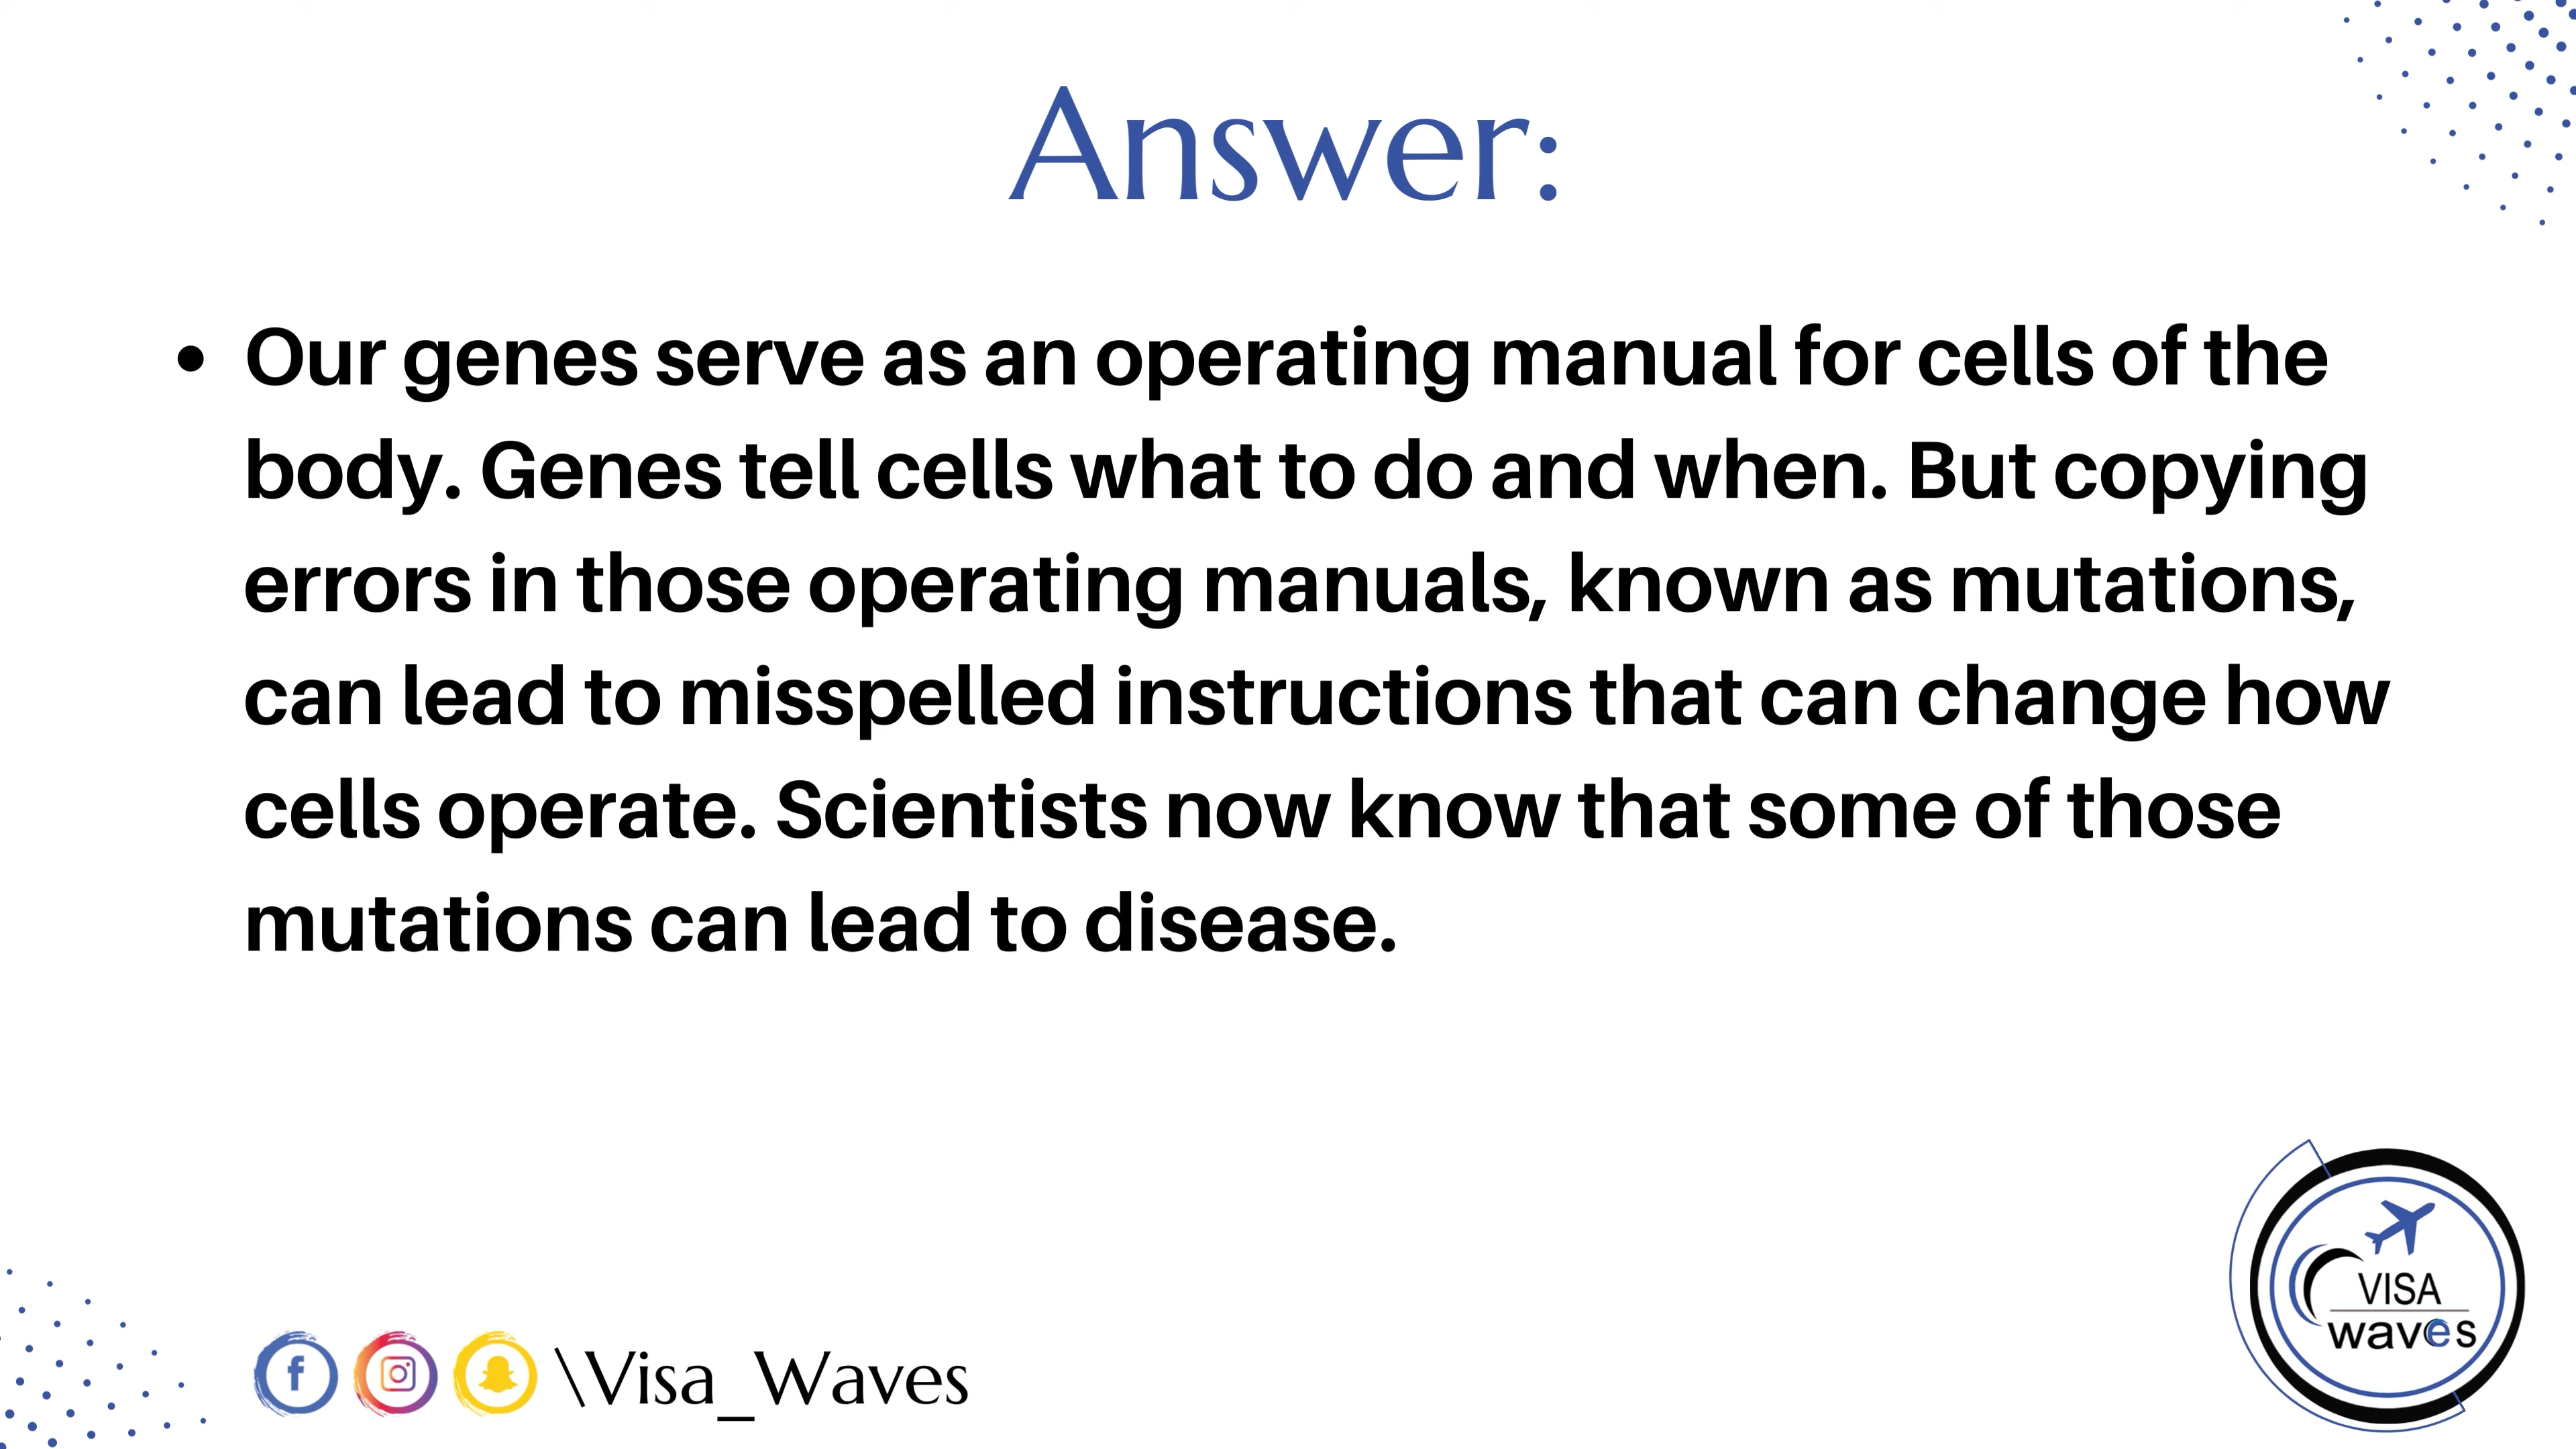 Answer:
• Our genes serve as an operating manual for cells of the
body. Genes tell cells what to do and when. But copying
errors in those operating manuals, known as mutations,
can lead to misspelled instructions that can change how
cells operate. Scientists now know that some of those
mutations can lead to disease.
\Visa_Waves
VISA
waves